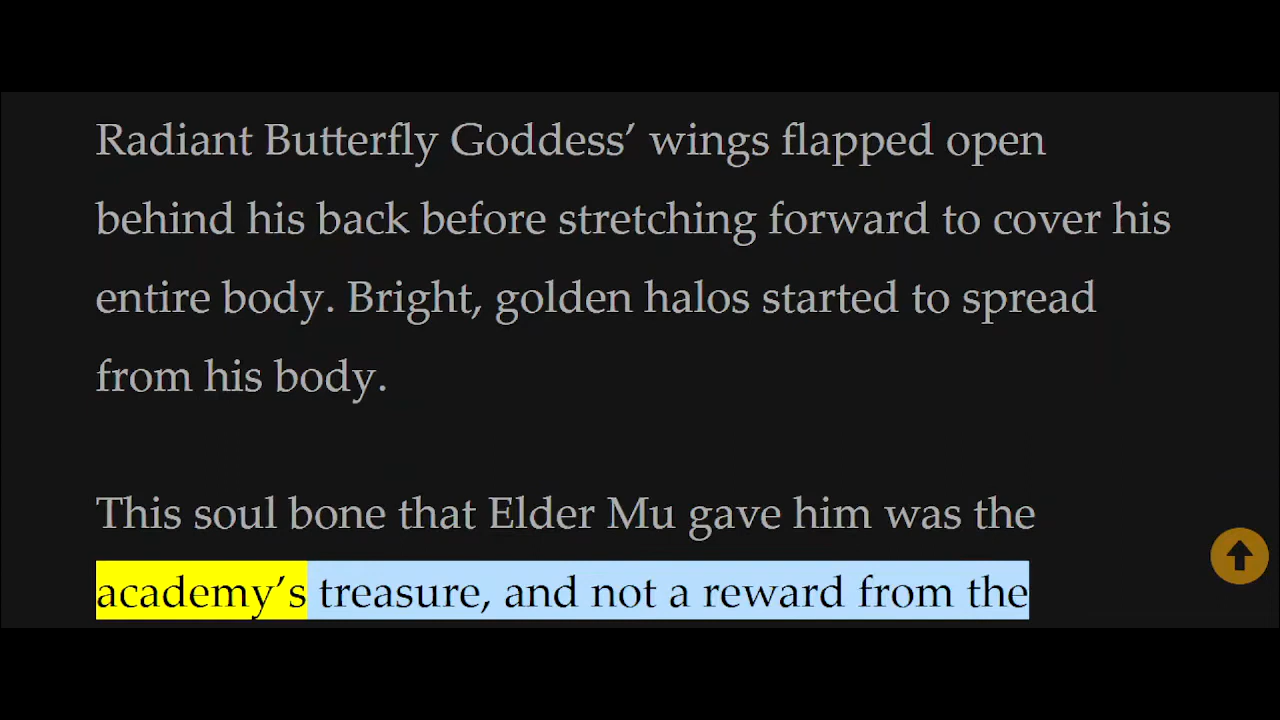 Radiant Butterfly Goddess’ wings flapped open
behind his back before stretching forward to cover his
entire body. Bright, golden halos started to spread
from his body.
This soul bone that Elder Mu gave him was the
academy’s treasure, and not a reward from the